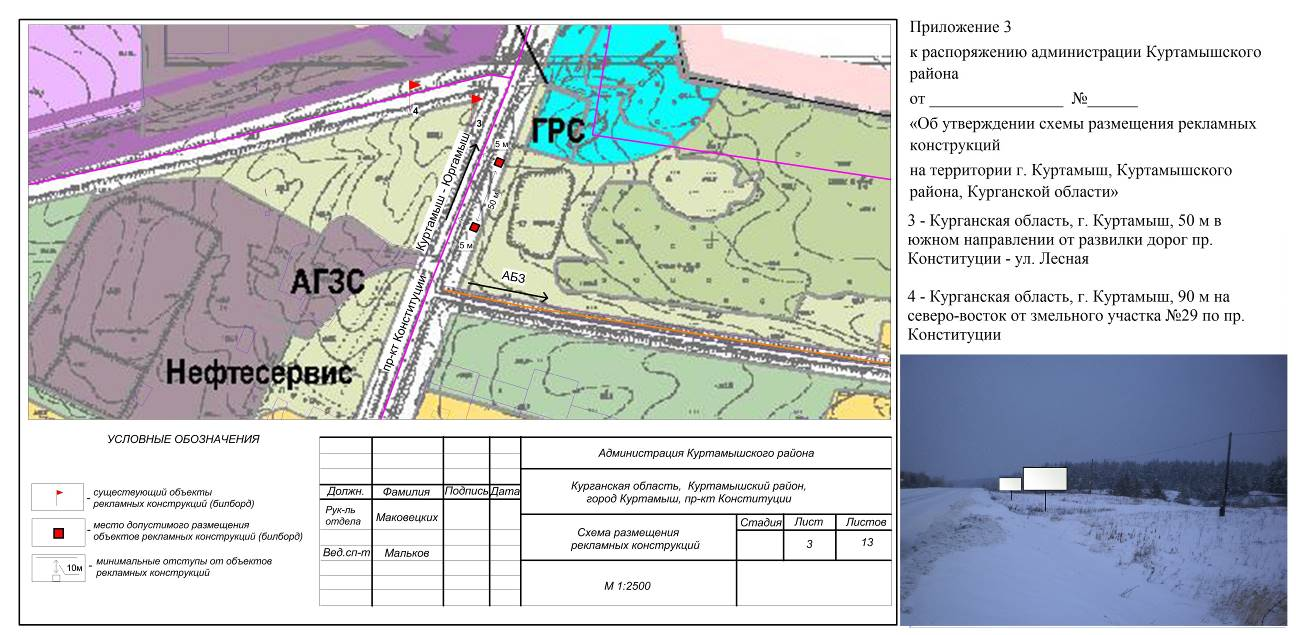 ГРС
4
3
5 м
50 м
5 м
Куртамыш - Юргамыш
АГЗС
АБЗ
пр-кт Конституции
Нефтесервис
УСЛОВНЫЕ ОБОЗНАЧЕНИЯ
- существующий объекты
рекламных конструкций (билборд)
- место допустимого размещения
объектов рекламных конструкций (билборд)
10м
- минимальные отступы от объектов
рекламных конструкций
Должн. Фамилия Подпись Дата
Рук-ль
отдела
Маковецких
Вед.сп-т Мальков
Администрация Куртамышского района
Курганская область, Куртамышский район,
город Куртамыш, пр-кт Конституции
Схема размещения
рекламных конструкций
Стадия Лист Листов
3 13
М 1:2500
Приложение 3
к распоряжению администрации Куртамышского
района
от ________________ №______
«Об утверждении схемы размещения рекламных
конструкций
на территории г. Куртамыш, Куртамышского
района, Курганской области»
3 - Курганская область, г. Куртамыш, 50 м в
южном направлении от развилки дорог пр.
Конституции - ул. Лесная
4 - Курганская область, г. Куртамыш, 90 м на
северо-восток от змельного участка №29 по пр.
Конституции